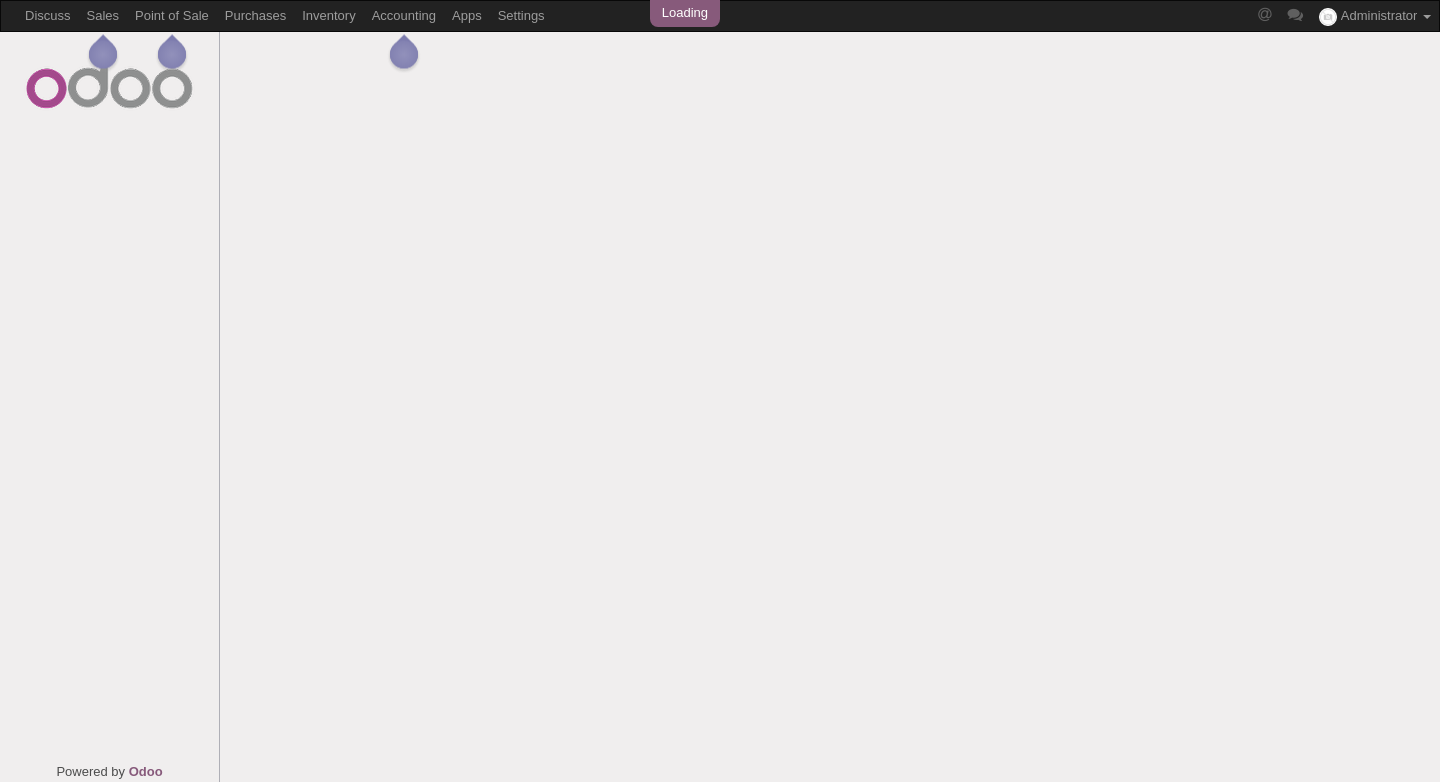 Discuss Sales Point of Sale Purchases Inventory Accounting Apps Settings Loading @ Administrator
odoo
Powered by Odoo